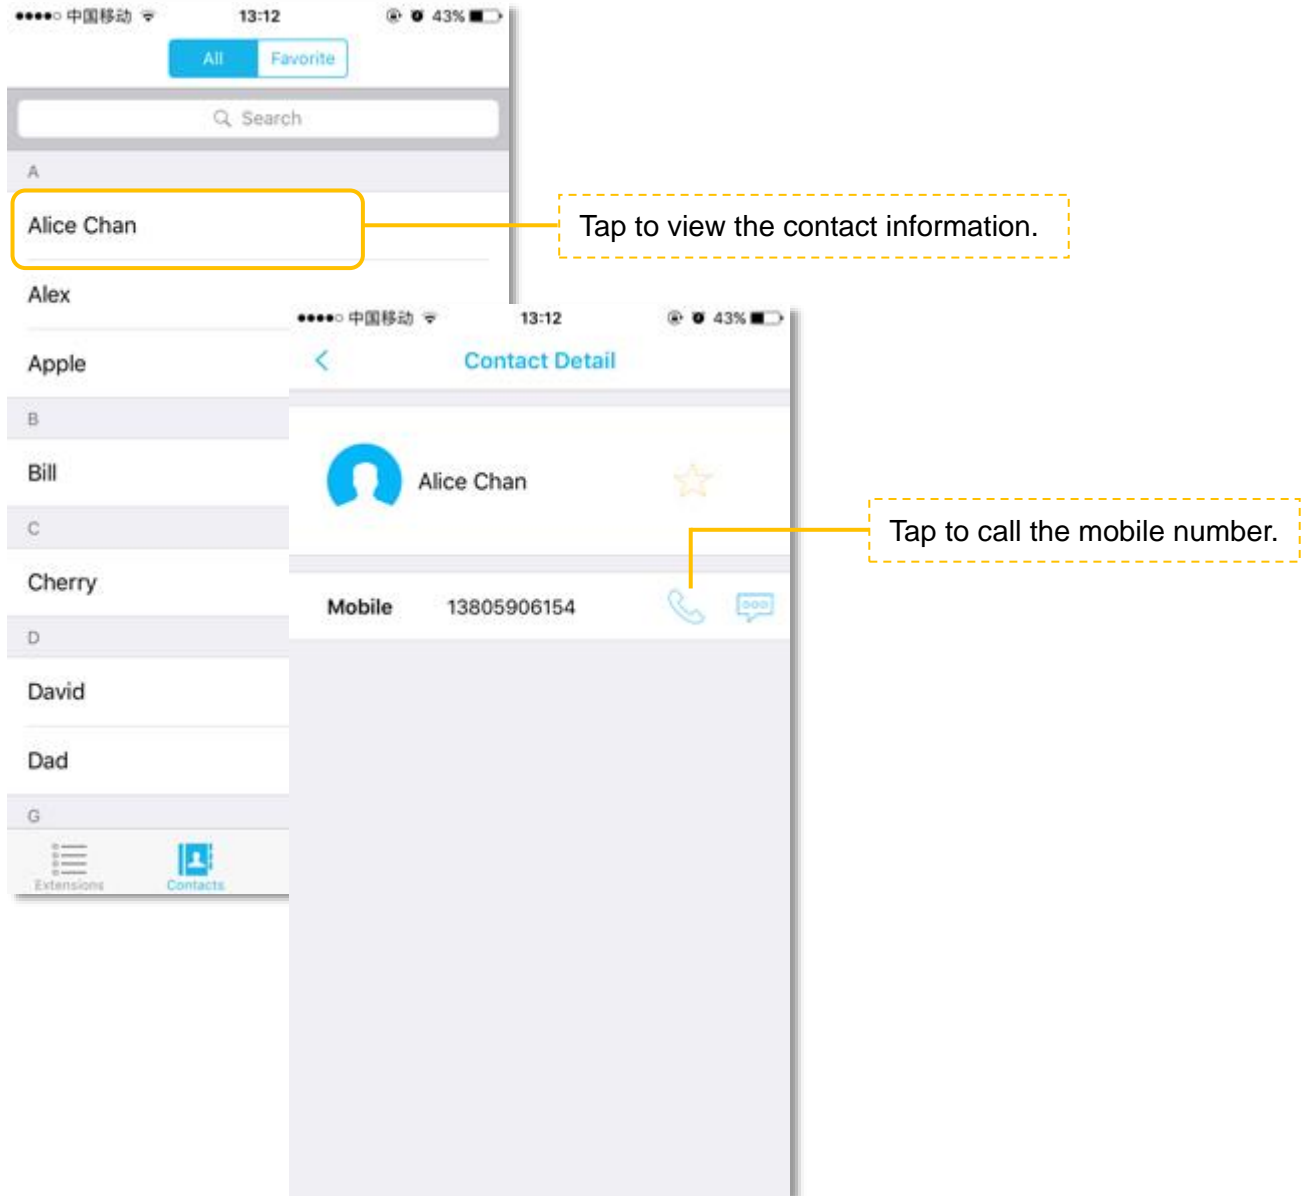 中国移动 13:12 43%
All Favorite
Search
A
Alice Chan
Tap to view the contact information.
Alex
Apple
B
Bill
C
Cherry
D
David
Dad
G
Extensions Contacts
中国移动 13:12 43%
Contact Detail
Alice Chan
Tap to call the mobile number.
Mobile 13805906154